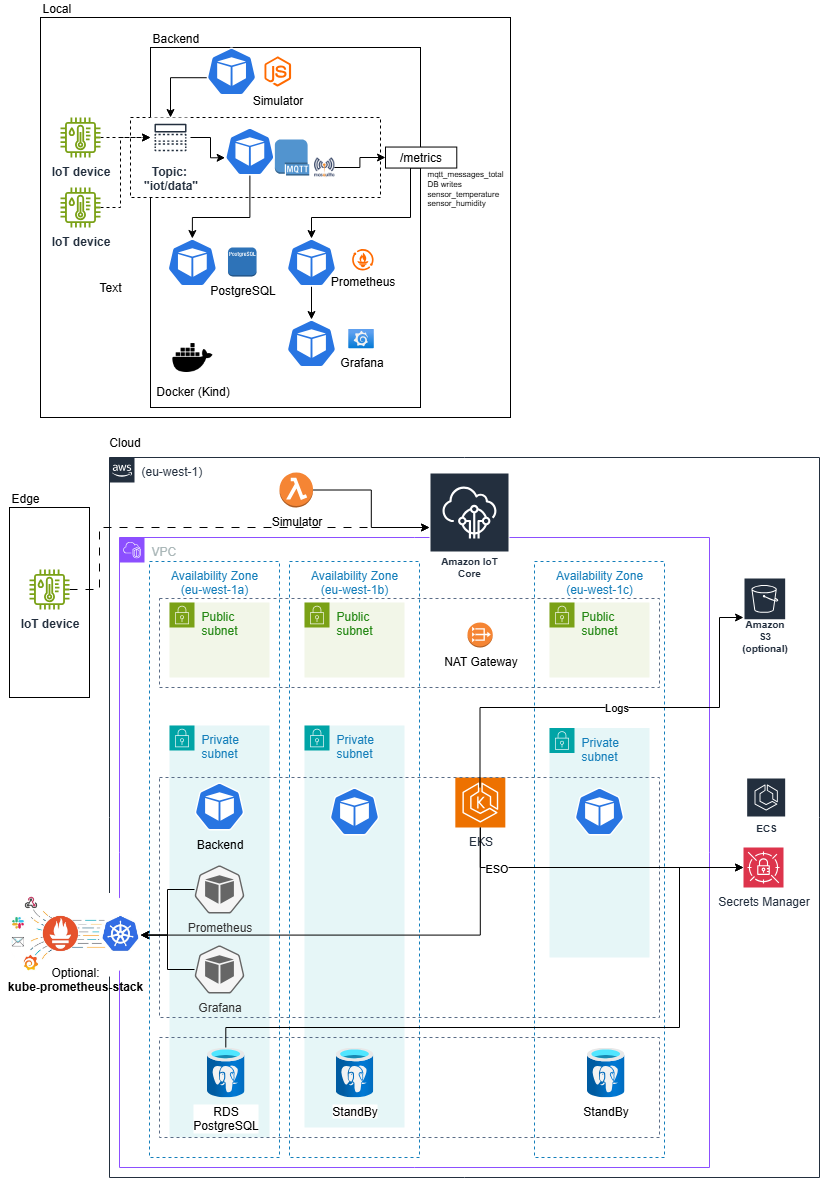 Local
Backend
JS
Simulator
IoT device
Topic:
"iot/data"
MQTT
mosquitto
/metrics
mqtt_messages_total
DB writes
sensor_temperature
sensor_humidity
IoT device
PostgreSQL
PostgreSQL
Prometheus
Text
Grafana
Docker (Kind)
Cloud
aws
(eu-west-1)
Edge
Simulator
Amazon IoT
Core
VPC
IoT device
Availability Zone
(eu-west-1a)
Availability Zone
(eu-west-1b)
Availability Zone
(eu-west-1c)
Public
subnet
Public
subnet
Public
subnet
NAT Gateway
Amazon
S3
(optional)
Logs
Private
subnet
Private
subnet
Private
subnet
Backend
K
EKS
ECS
ESO
Secrets Manager
Prometheus
Optional:
kube-prometheus-stack
Grafana
RDS
PostgreSQL
StandBy
StandBy